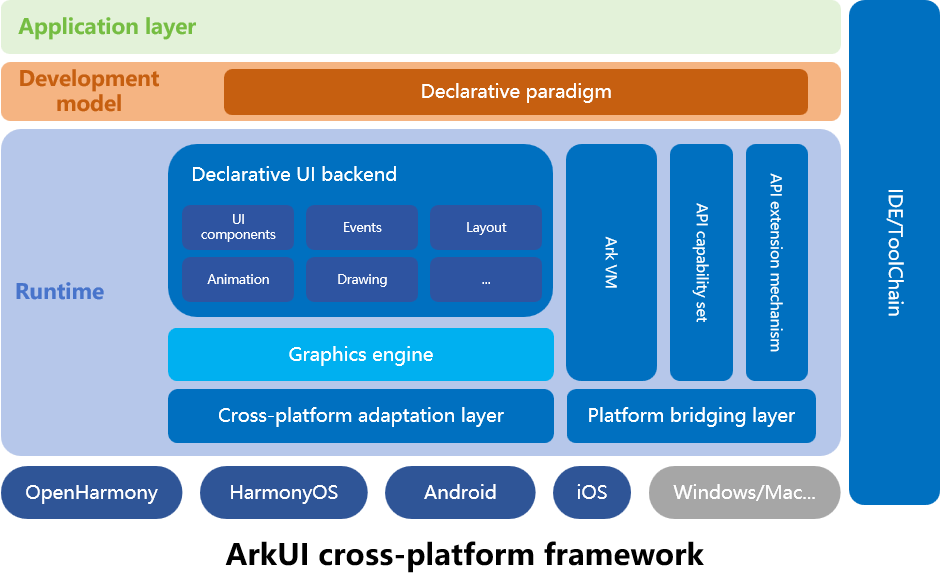 Application layer
Development
model
Declarative paradigm
Runtime
Declarative UI backend
UI
components
Events
Layout
Animation
Drawing
...
Graphics engine
Cross-platform adaptation layer
Ark VM
API capability set
API extension mechanism
Platform bridging layer
IDE/ToolChain
OpenHarmony
HarmonyOS
Android
iOS
Windows/Mac...
ArkUI cross-platform framework